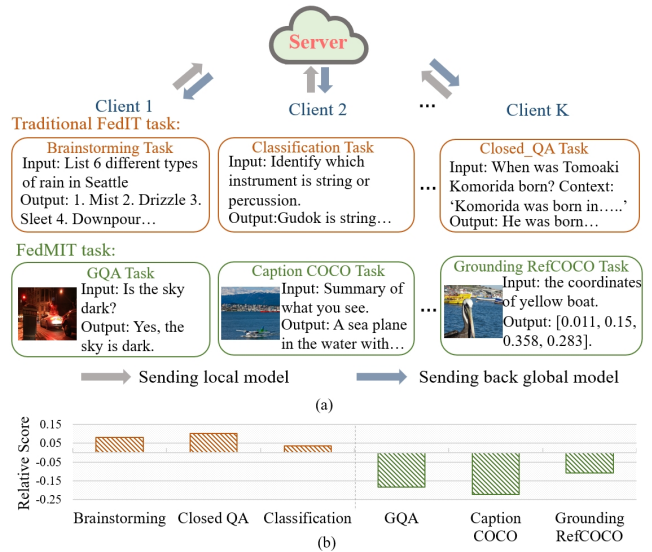 Server
Client 1
Client 2
...
Client K
Traditional FedIT task:
Brainstorming Task
Input: List 6 different types
of rain in Seattle
Output: 1. Mist 2. Drizzle 3.
Sleet 4. Downpour…
Classification Task
Input: Identify which
instrument is string or
percussion.
Output:Gudok is string…
...
Closed_QA Task
Input: When was Tomoaki
Komorida born? Context:
‘Komorida was born in…..’
Output: He was born…
FedMIT task:
GQA Task
Input: Is the sky
dark?
Output: Yes, the
sky is dark.
Caption COCO Task
Input: Summary of
what you see.
Output: A sea plane
in the water with…
...
Grounding RefCOCO Task
Input: the coordinates
of yellow boat.
Output: [0.011, 0.15,
0.358, 0.283].
Sending local model
Sending back global model
(a)
Relative Score
0.15
0.05
-0.05
-0.15
-0.25
Brainstorming
Closed QA
Classification
GQA
Caption
COCO
Grounding
RefCOCO
(b)